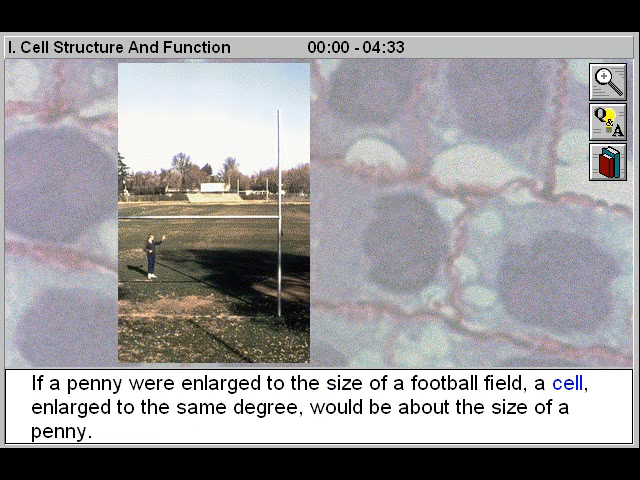 I. Cell Structure And Function 00:00 - 04:33
Q&A
If a penny were enlarged to the size of a football field, a cell,
enlarged to the same degree, would be about the size of a
penny.